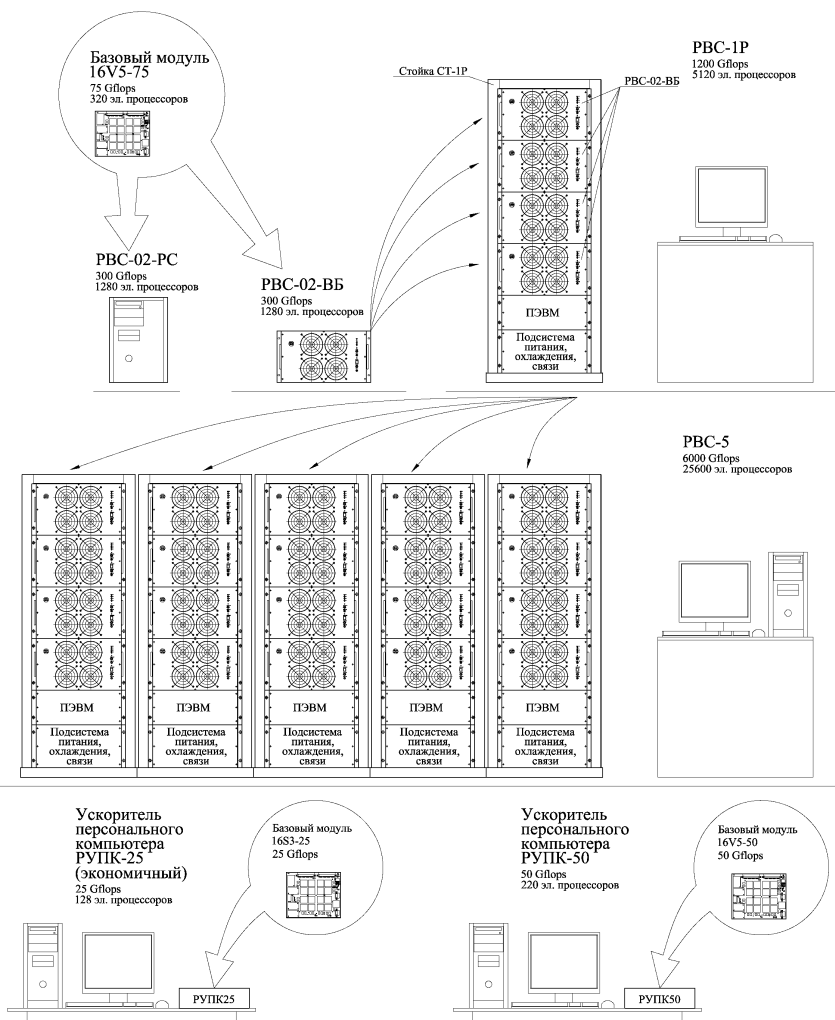 Базовый модуль
16V5-75
75 Gflops
320 эл. процессоров
РВС-02-РС
300 Gflops
1280 эл. процессоров
РВС-02-ВБ
300 Gflops
1280 эл. процессоров
Стойка СТ-1Р
РВС-02-ВБ
РВС-1Р
1200 Gflops
5120 эл. процессоров
ПЭВМ
Подсистема
питания,
охлаждения,
связи
РВС-5
6000 Gflops
25600 эл. процессоров
ПЭВМ
Подсистема
питания,
охлаждения,
связи
ПЭВМ
Подсистема
питания,
охлаждения,
связи
ПЭВМ
Подсистема
питания,
охлаждения,
связи
ПЭВМ
Подсистема
питания,
охлаждения,
связи
ПЭВМ
Подсистема
питания,
охлаждения,
связи
Ускоритель
персонального
компьютера
РУПК-25
(экономичный)
25 Gflops
128 эл. процессоров
Базовый модуль
16S3-25
25 Gflops
РУПК25
Ускоритель
персонального
компьютера
РУПК-50
50 Gflops
220 эл. процессоров
Базовый модуль
16V5-50
50 Gflops
РУПК50